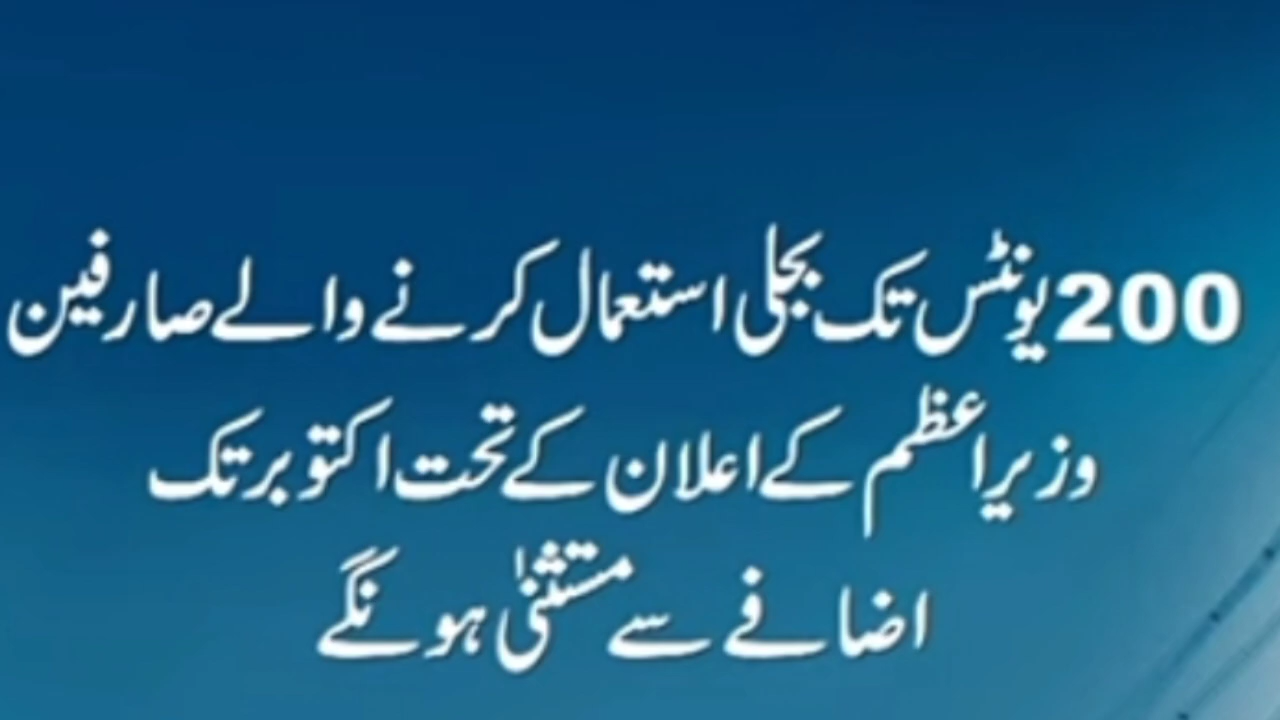 200 یونٹس تک بجلی استعمال کرنے والے صارفین
وزیراعظم کے اعلان کے تحت اکتوبر تک
اضافے سے مستثنیٰ ہونگے